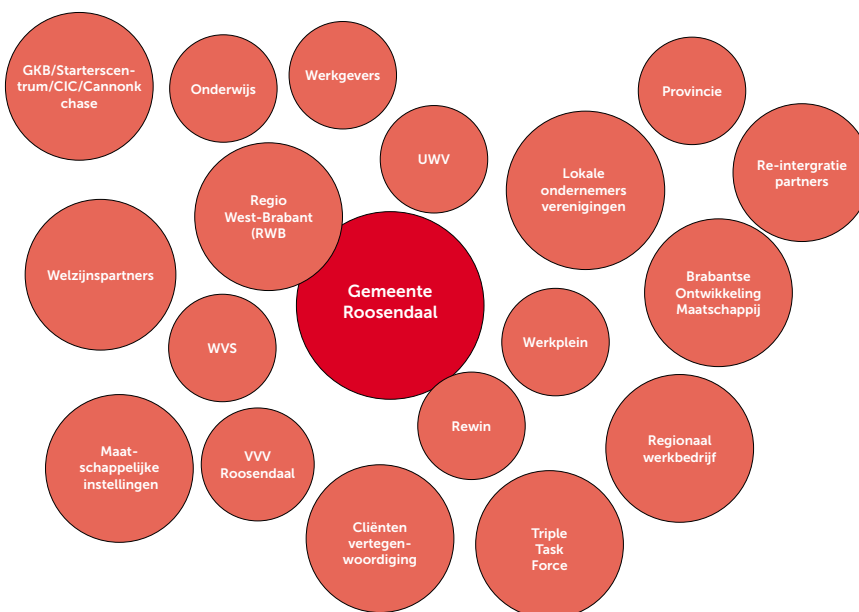 GKB/Starterscen-
trum/CIC/Cannonk
chase
Onderwijs
Werkgevers
Provincie
UWV
Lokale
ondernemers
verenigingen
Re-intergratie
partners
Regio
West-Brabant
(RWB
Welzijnspartners
Gemeente
Roosendaal
Brabantse
Ontwikkeling
Maatschappij
WVS
Werkplein
Rewin
Regionaal
werkbedrijf
Maat-
schappelijke
instellingen
VVV
Roosendaal
Cliënten
vertegen-
woordiging
Triple
Task
Force